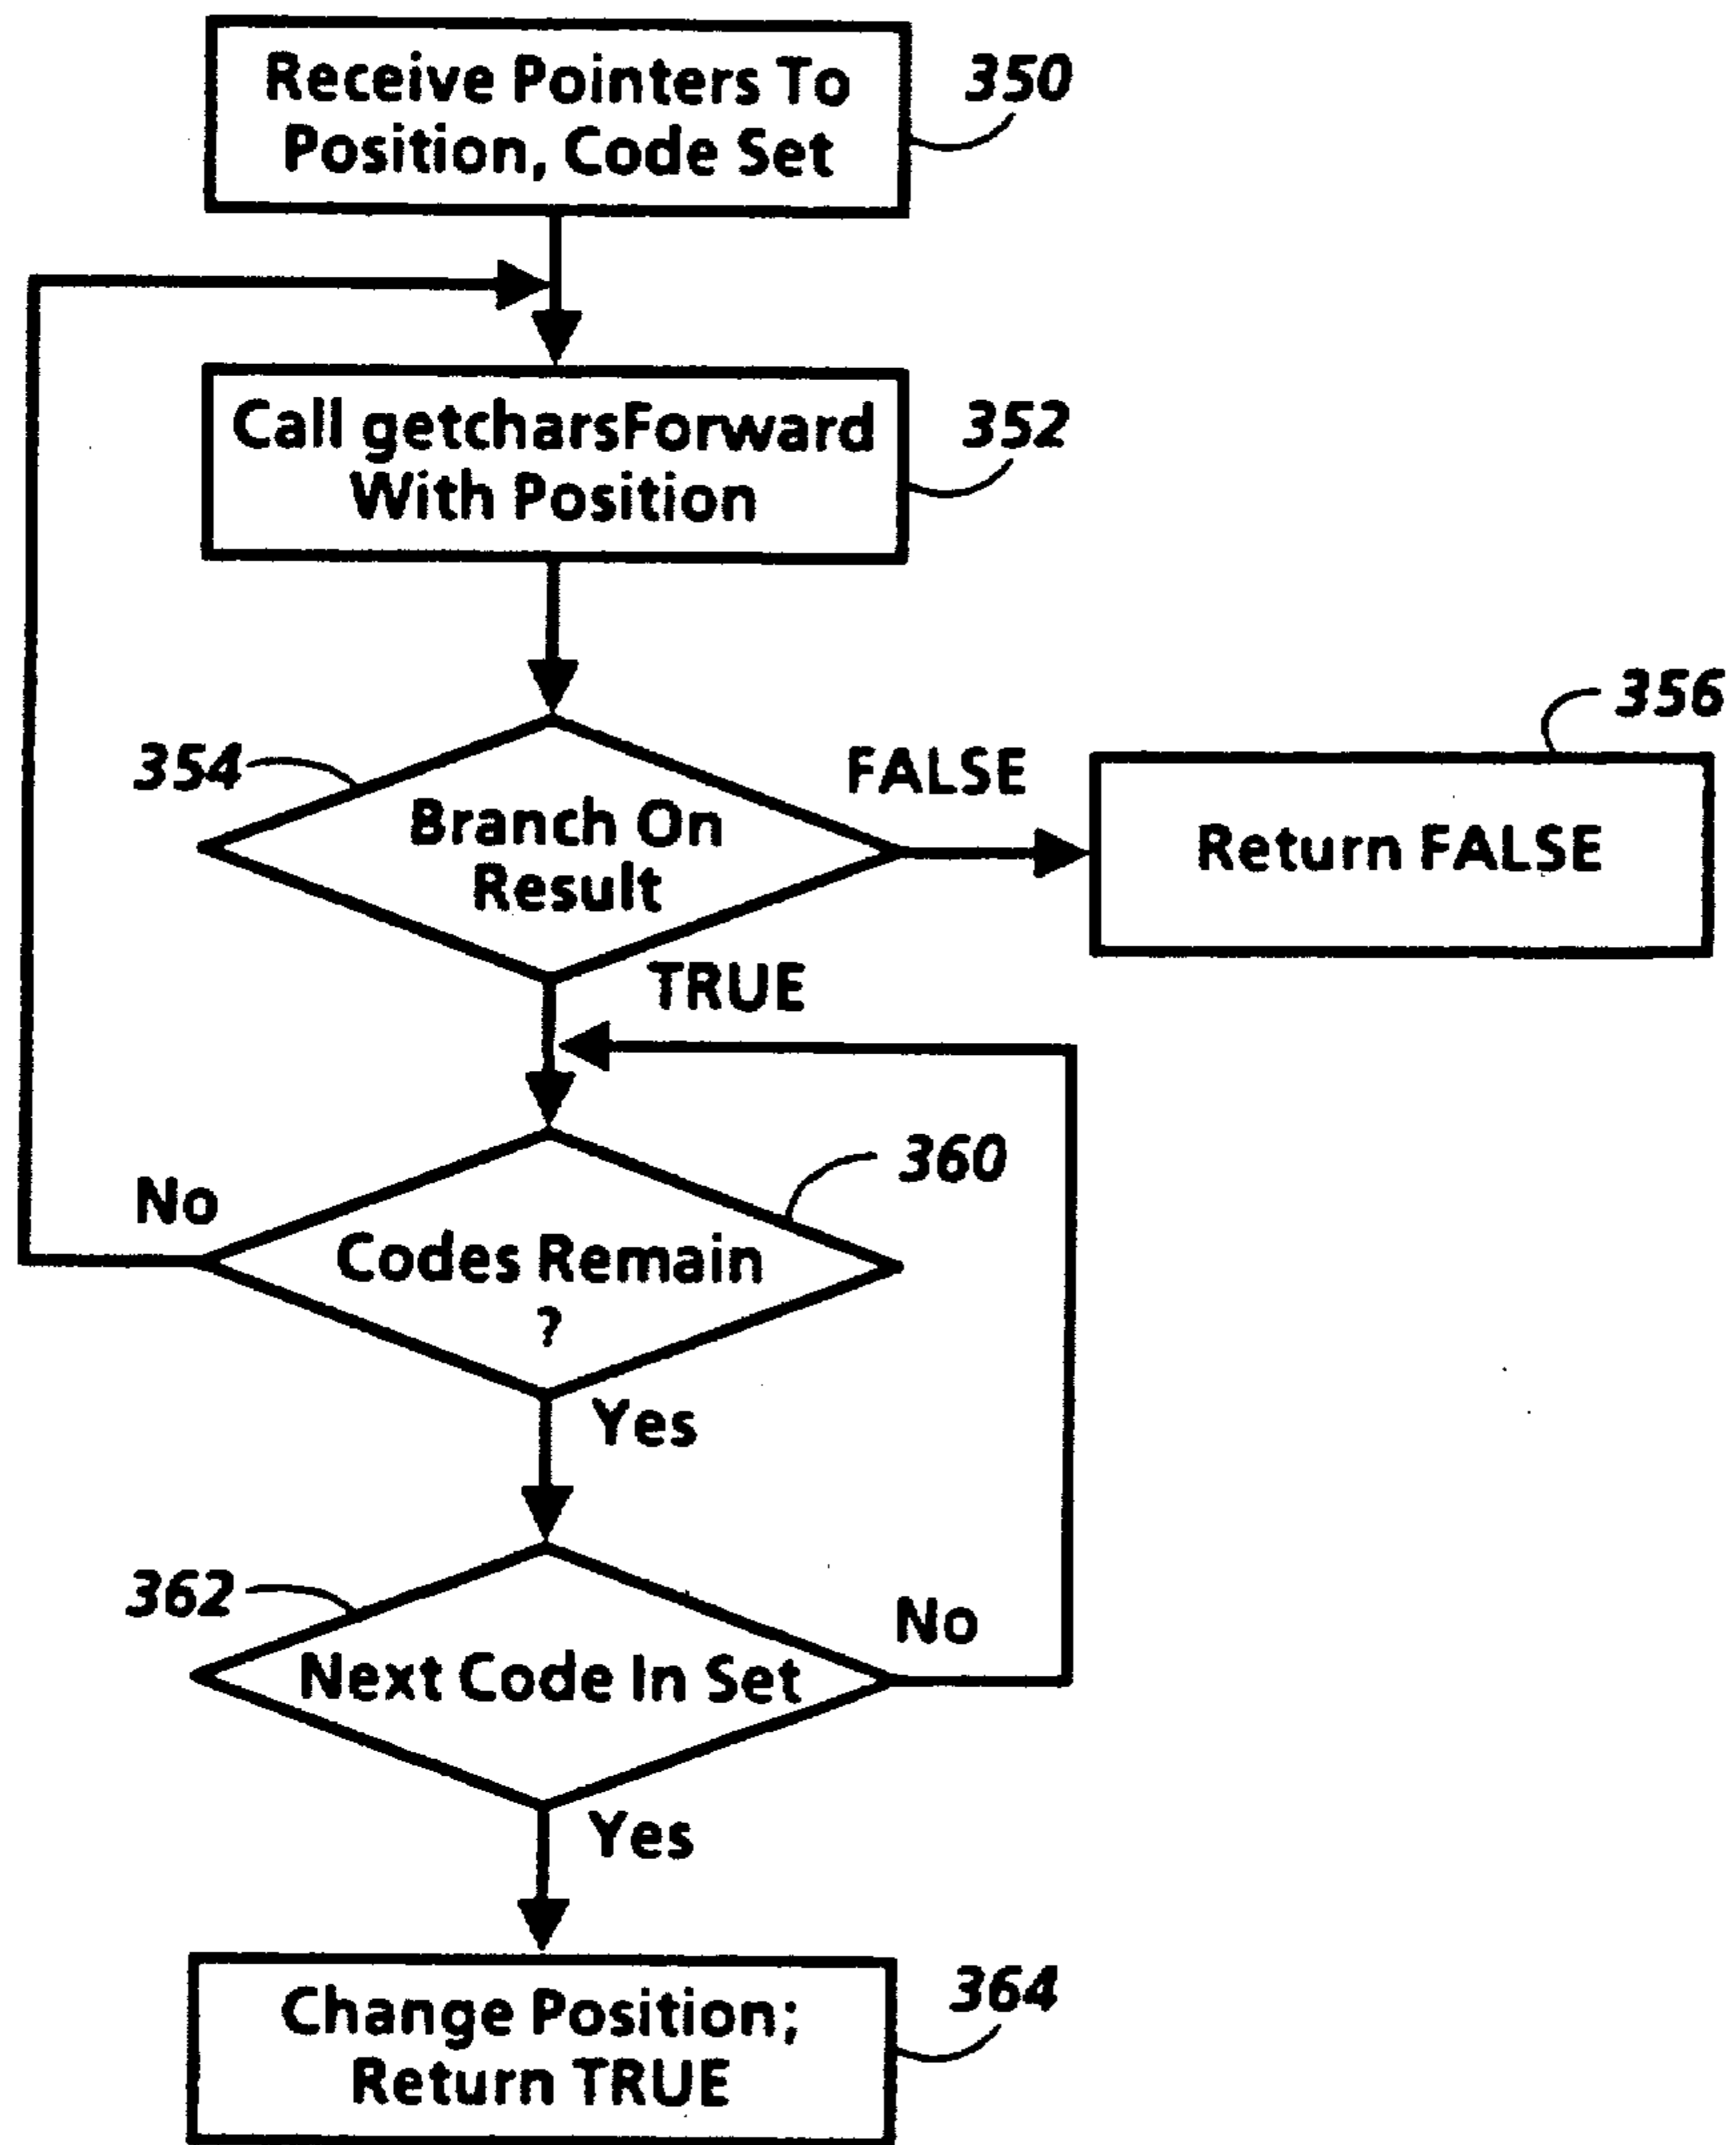 Receive Pointers To
Position, Code Set
350
Call getcharsForward
With Position
352
356
354
FALSE
Branch On
Result
Return FALSE
TRUE
360
No
Codes Remain
?
Yes
362
No
Next Code In Set
Yes
Change Position;
Return TRUE
364